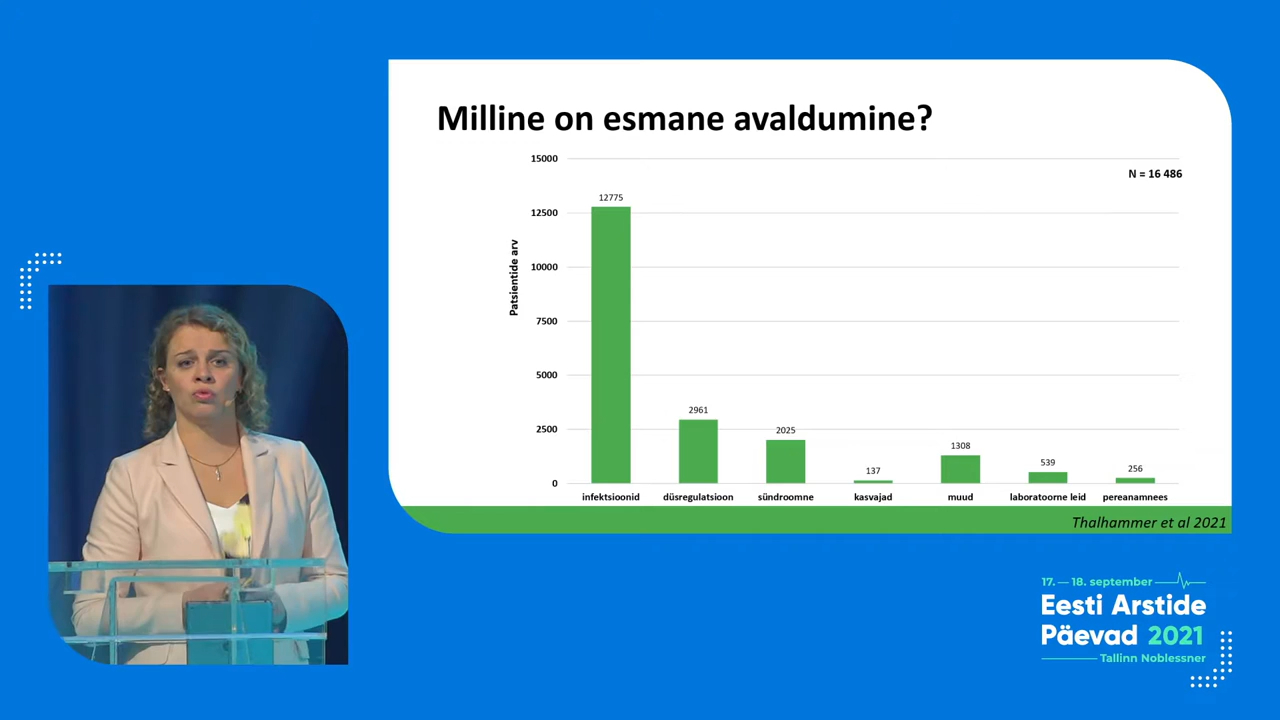 Milline on esmane avaldumine?
N = 16 486
Patsientide arv
15000
12500
10000
7500
5000
2500
0
12775
2961
2025
137
1308
539
256
infektsioonid
düsregulatsioon
sündroomne
kasvajad
muud
laboratoorne leid
pereanamnees
Thalhammer et al 2021
17. — 18. september
Eesti Arstide
Päevad 2021
Tallinn Noblessner